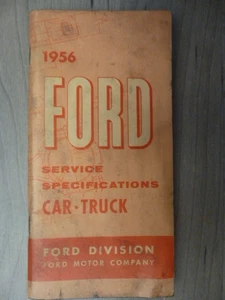 1956
FORD
SERVICE
SPECIFICATIONS
CAR·TRUCK
FORD DIVISION
FORD MOTOR COMPANY